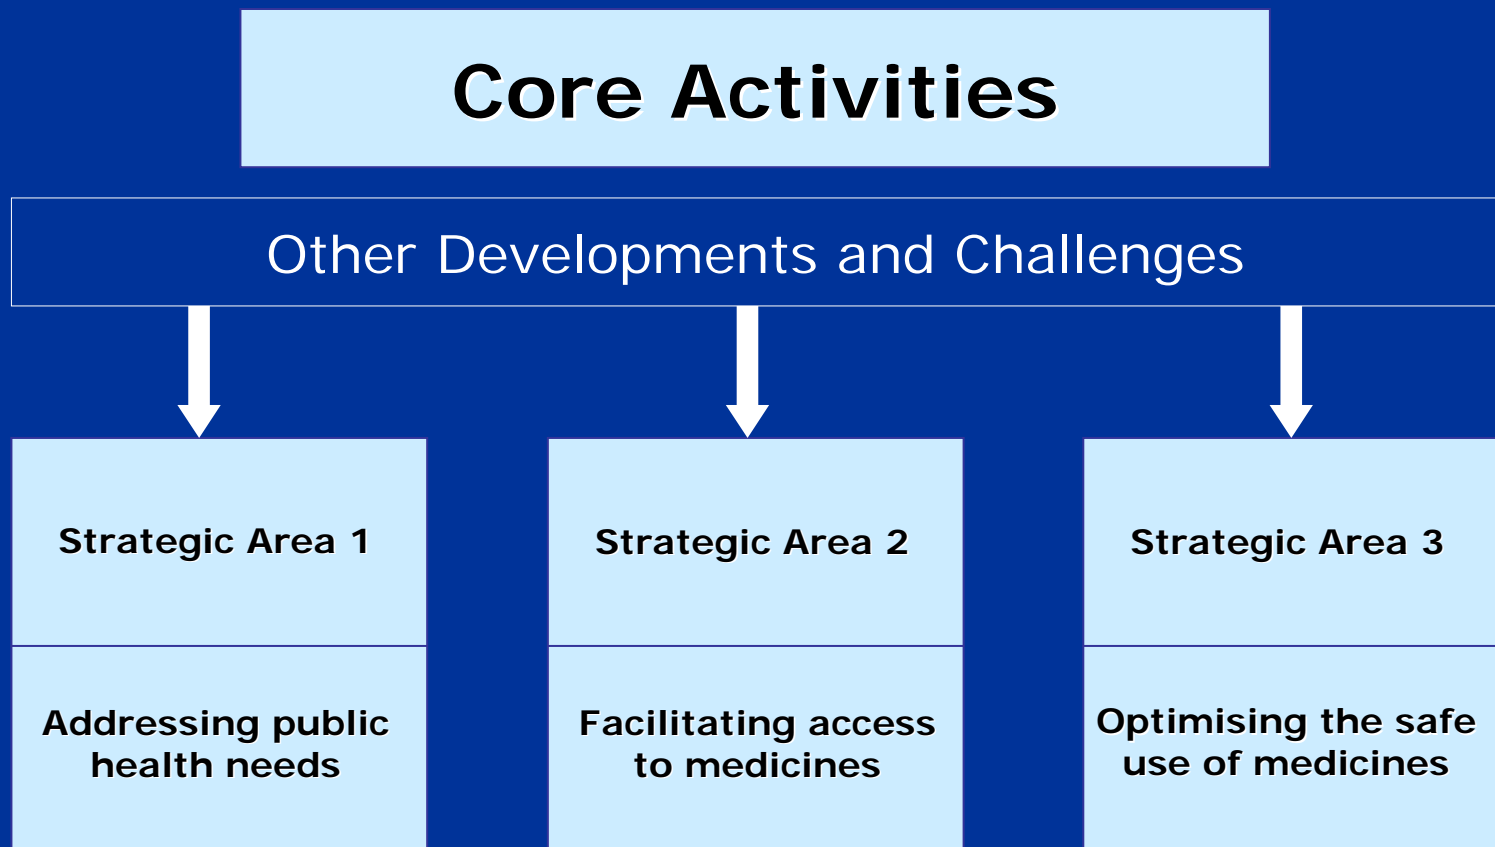 Core Activities
Other Developments and Challenges
Strategic Area 1
Strategic Area 2
Strategic Area 3
Addressing public
health needs
Facilitating access
to medicines
Optimising the safe
use of medicines